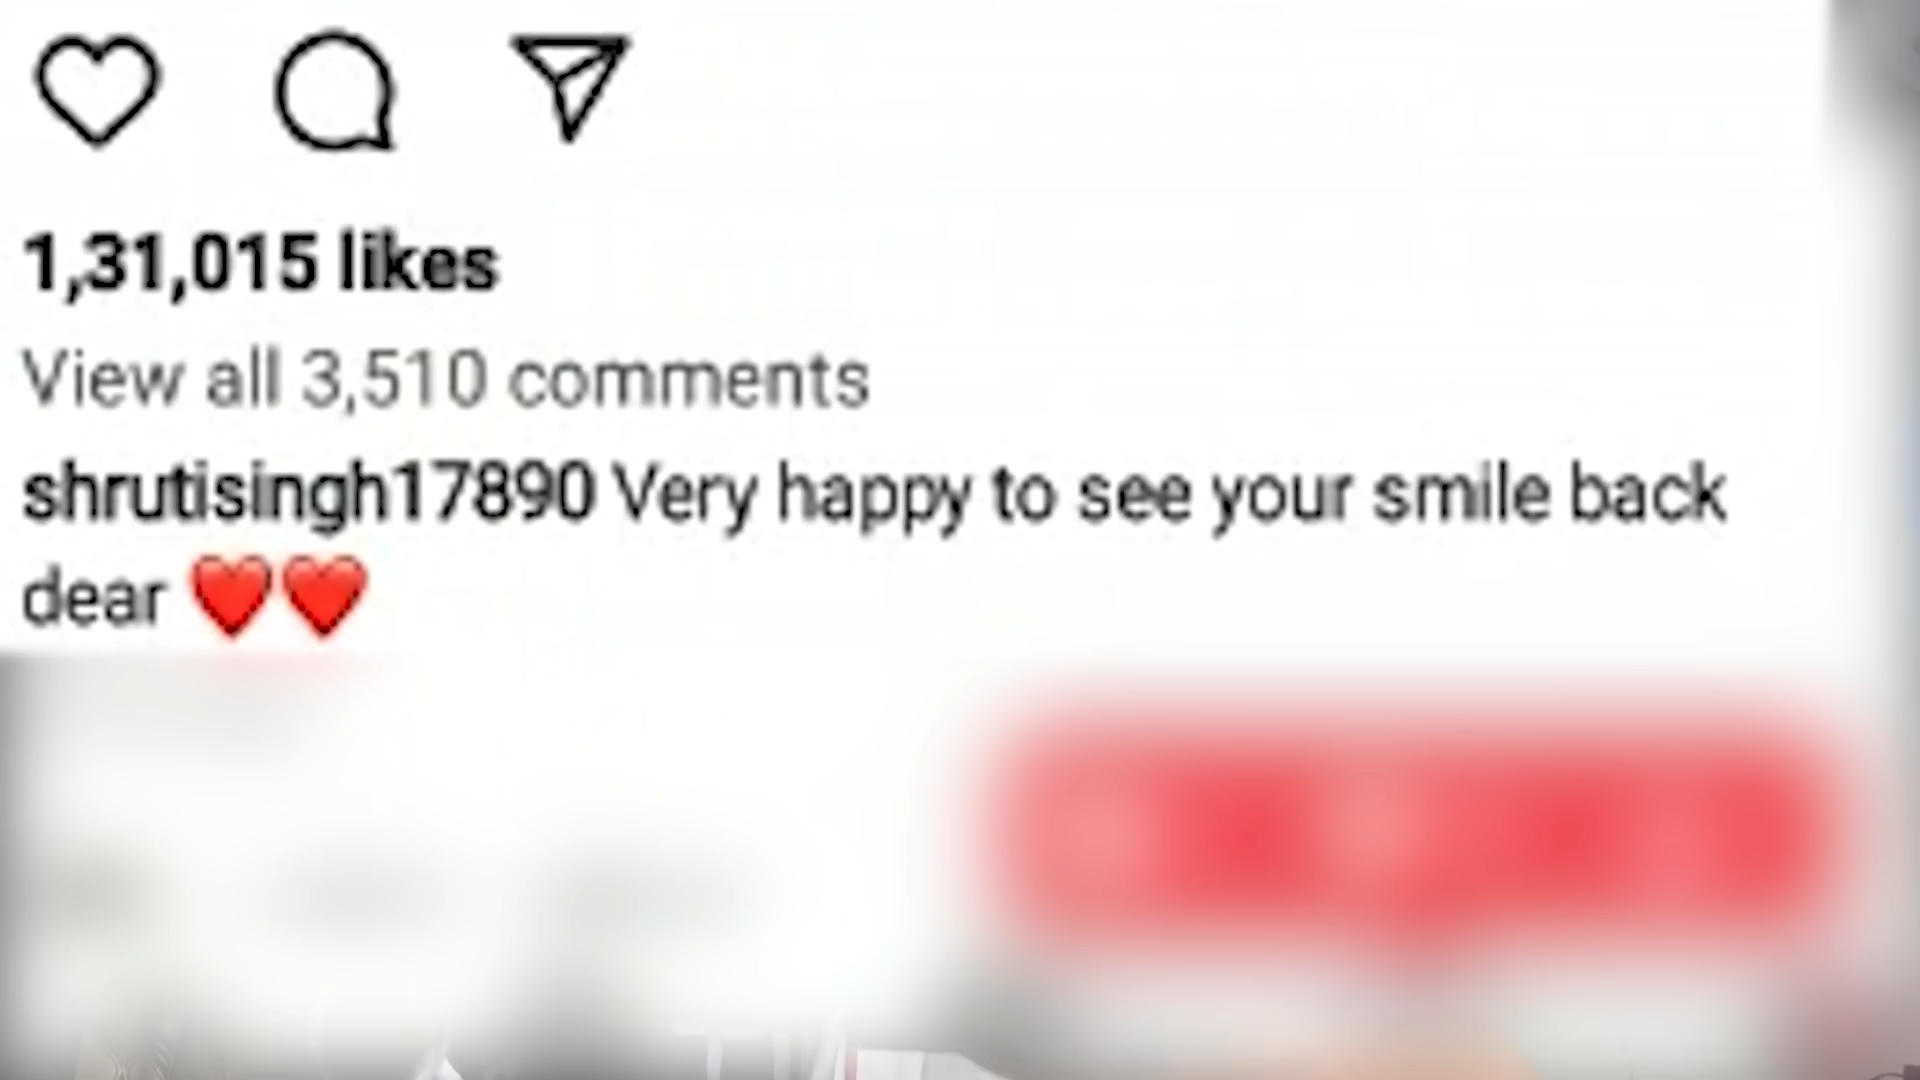 1,31,015 likes
View all 3,510 comments
shrutisingh17890 Very happy to see your smile back
dear ❤️❤️